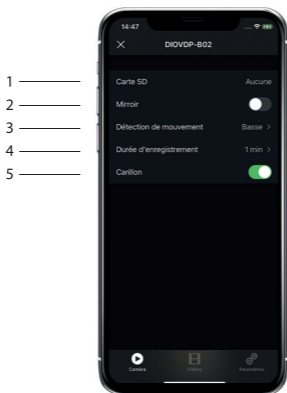 14:47
DIOVDP-B02
1 Carte SD Aucune
2 Mirroir
3 Détection de mouvement Basse >
4 Durée d'enregistrement 1 min >
5 Carillon
Caméra Vidéos Paramètres